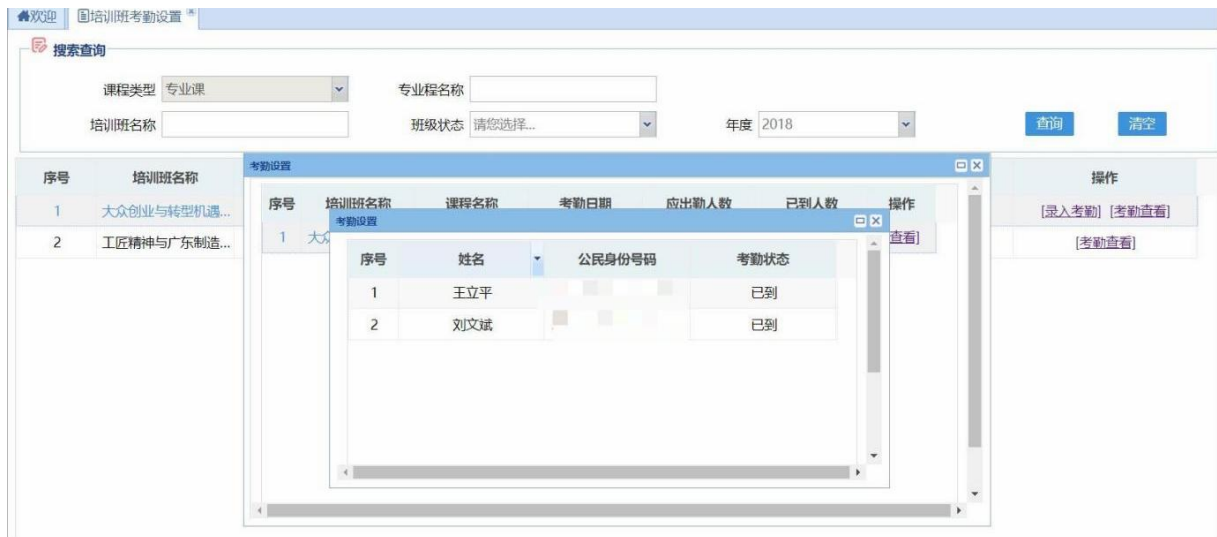 欢迎 培训班考勤设置
搜索查询
课程类型 专业课 专业程名称
培训班名称 班级状态 请您选择... 年度 2018 查询 清空
考勤设置
序号 培训班名称 操作
序号 培训班名称 课程名称 考勤日期 应出勤人数 已到人数 操作
1 大众创业与转型机遇... [录入考勤] [考勤查看]
考勤设置
1 大众 查看]
2 工匠精神与广东制造... [考勤查看]
序号 姓名 公民身份号码 考勤状态
1 王立平 已到
2 刘文斌 已到